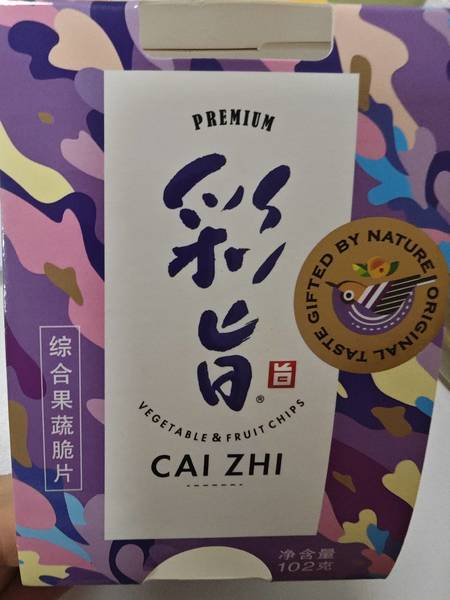 PREMIUM
彩旨
旨
®
VEGETABLE & FRUIT CHIPS
CAI ZHI
综合果蔬脆片
GIFTED BY NATURE ORIGINAL TASTE
净含量
102克